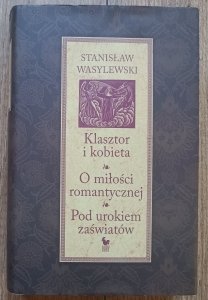 STANISŁAW
WASYLEWSKI
Klasztor
i kobieta
O miłości
romantycznej
Pod urokiem
zaświatów